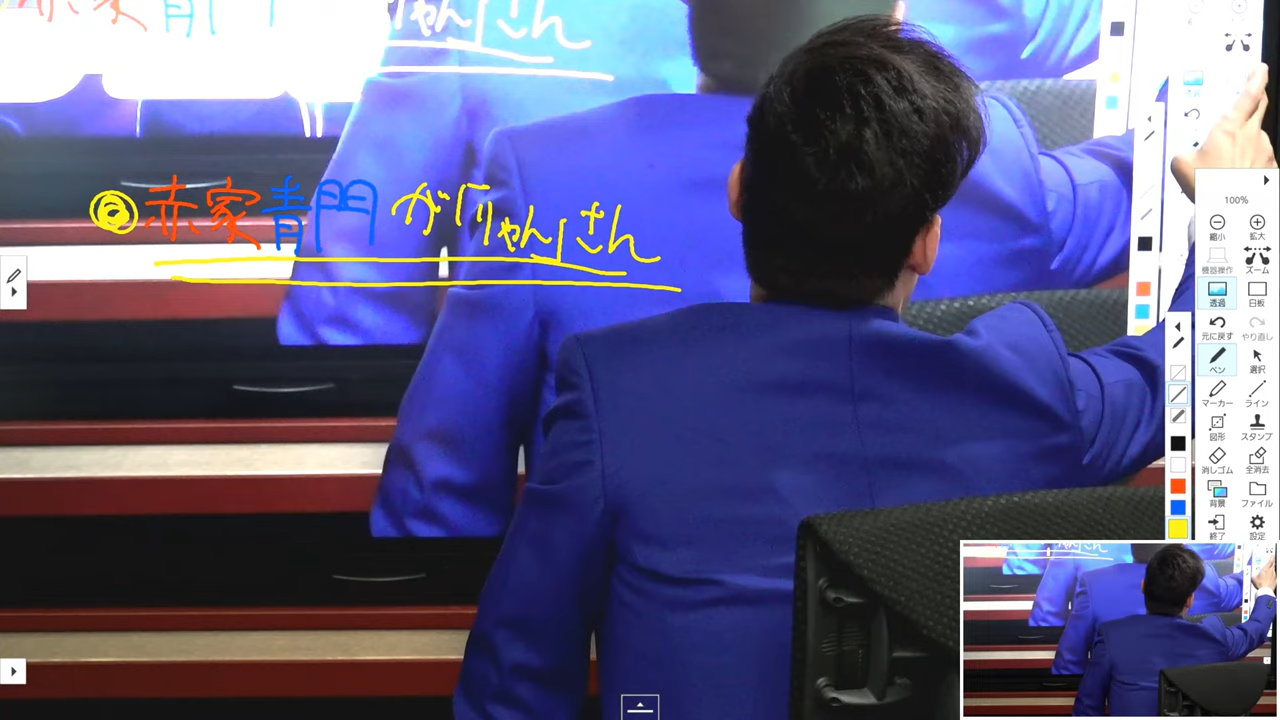 ◎赤家青門 が「りゃん」さん
100%
縮小 拡大
機器操作 ズーム
透過 白板
元に戻す やり直し
ペン 選択
マーカー ライン
図形 スタンプ
消しゴム 全消去
背景 ファイル
終了 設定